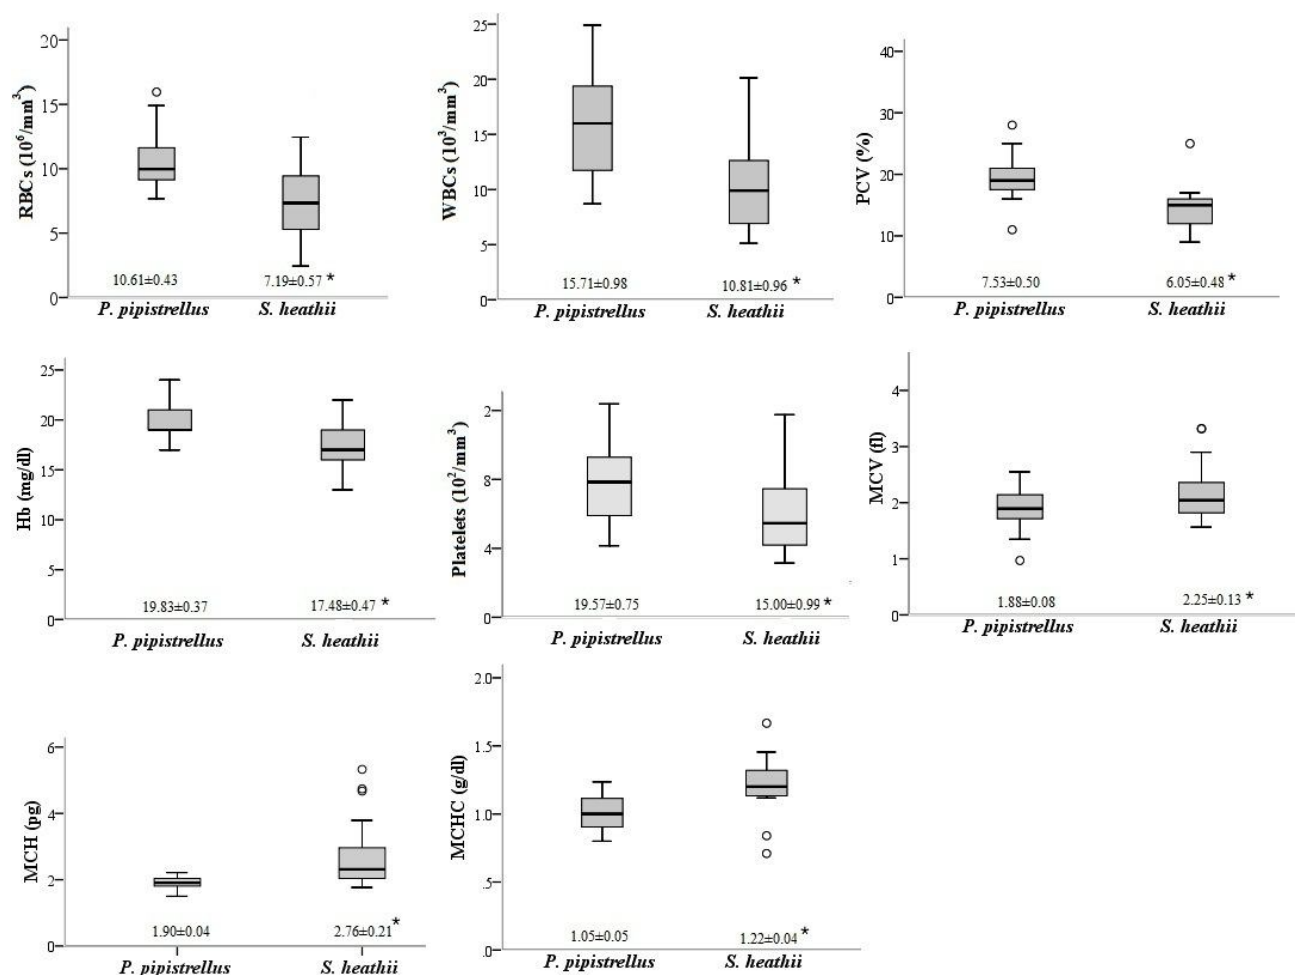 RBCs (10⁶/mm³)
20
15
10
5
0
10.61±0.43
7.19±0.57 *
P. pipistrellus
S. heathii
WBCs (10³/mm³)
25
20
15
10
5
0
15.71±0.98
10.81±0.96 *
P. pipistrellus
S. heathii
PCV (%)
40
30
20
10
0
7.53±0.50
6.05±0.48 *
P. pipistrellus
S. heathii
Hb (mg/dl)
25
20
15
10
5
0
19.83±0.37
17.48±0.47 *
P. pipistrellus
S. heathii
Platelets (10²/mm³)
2
8
4
0
19.57±0.75
15.00±0.99 *
P. pipistrellus
S. heathii
MCV (fl)
4
3
2
1
0
1.88±0.08
2.25±0.13 *
P. pipistrellus
S. heathii
MCH (pg)
6
4
2
0
1.90±0.04
2.76±0.21 *
P. pipistrellus
S. heathii
MCHC (g/dl)
2.0
1.5
1.0
.5
.0
1.05±0.05
1.22±0.04 *
P. pipistrellus
S. heathii